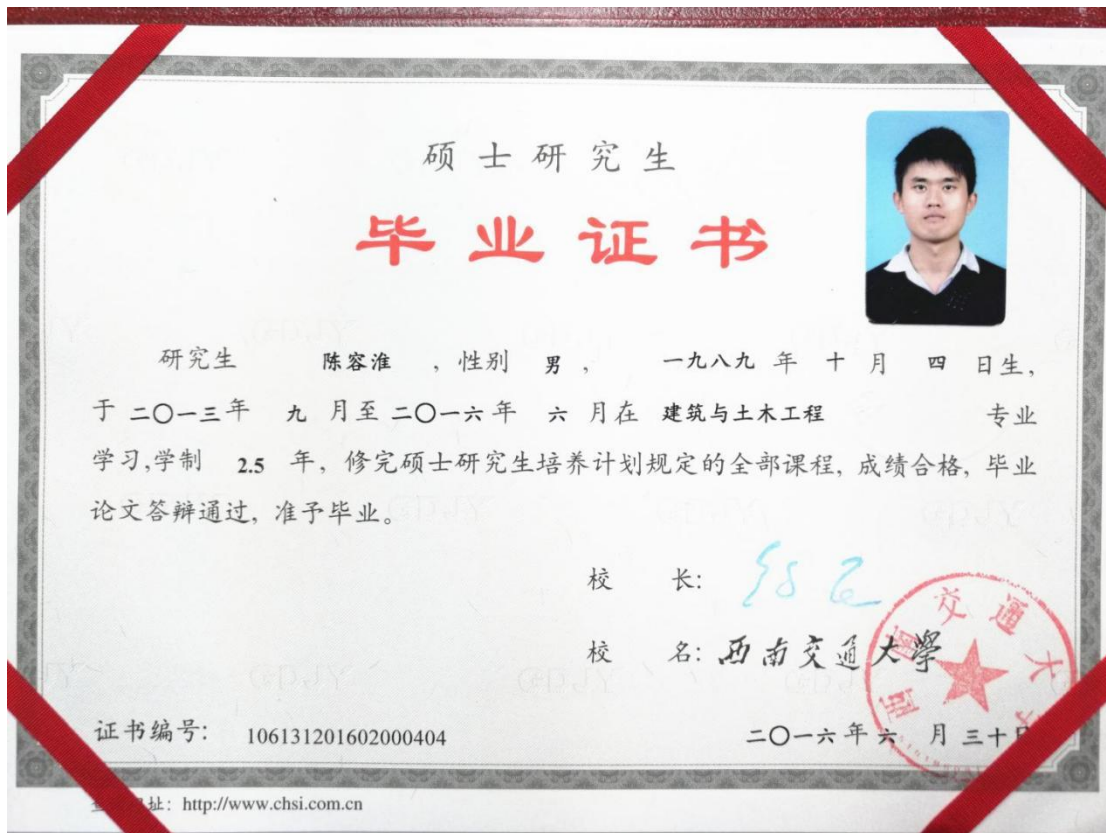 硕士研究生
毕业证书
研究生 陈容淮 ，性别 男 ， 一九八九 年 十 月 四 日生，
于 二〇一三年 九 月至 二〇一六年 六 月在 建筑与土木工程 专业
学习,学制 2.5 年，修完硕士研究生培养计划规定的全部课程，成绩合格，毕业
论文答辩通过，准予毕业。
校 长:
校 名: 西南交通大學
证书编号: 106131201602000404
二〇一六年六 月 三十日
址: http://www.chsi.com.cn